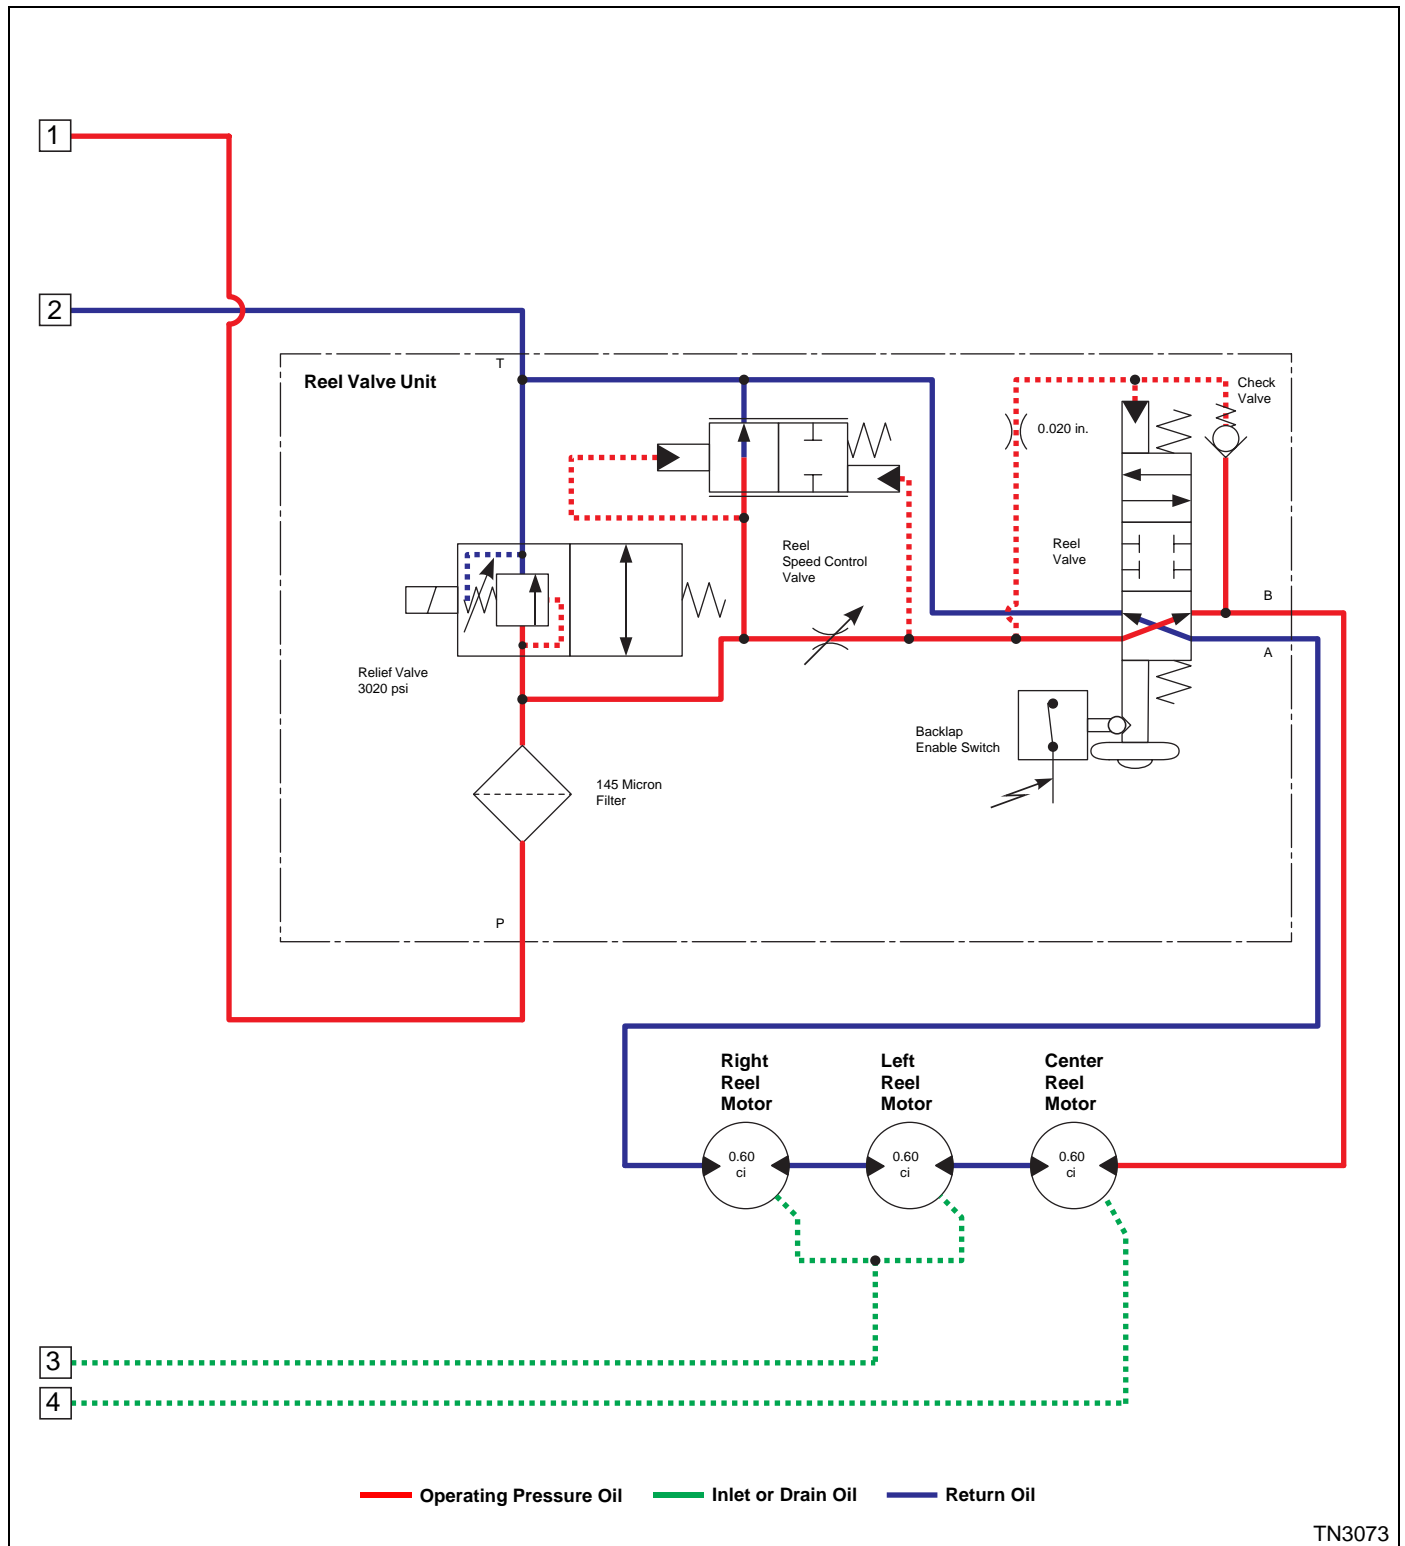 1
2
T
Reel Valve Unit
Check
Valve
0.020 in.
Reel
Speed Control
Valve
Reel
Valve
B
A
Relief Valve
3020 psi
Backlap
Enable Switch
145 Micron
Filter
P
Right
Reel
Motor
Left
Reel
Motor
Center
Reel
Motor
0.60
ci
0.60
ci
0.60
ci
3
4
Operating Pressure Oil
Inlet or Drain Oil
Return Oil
TN3073